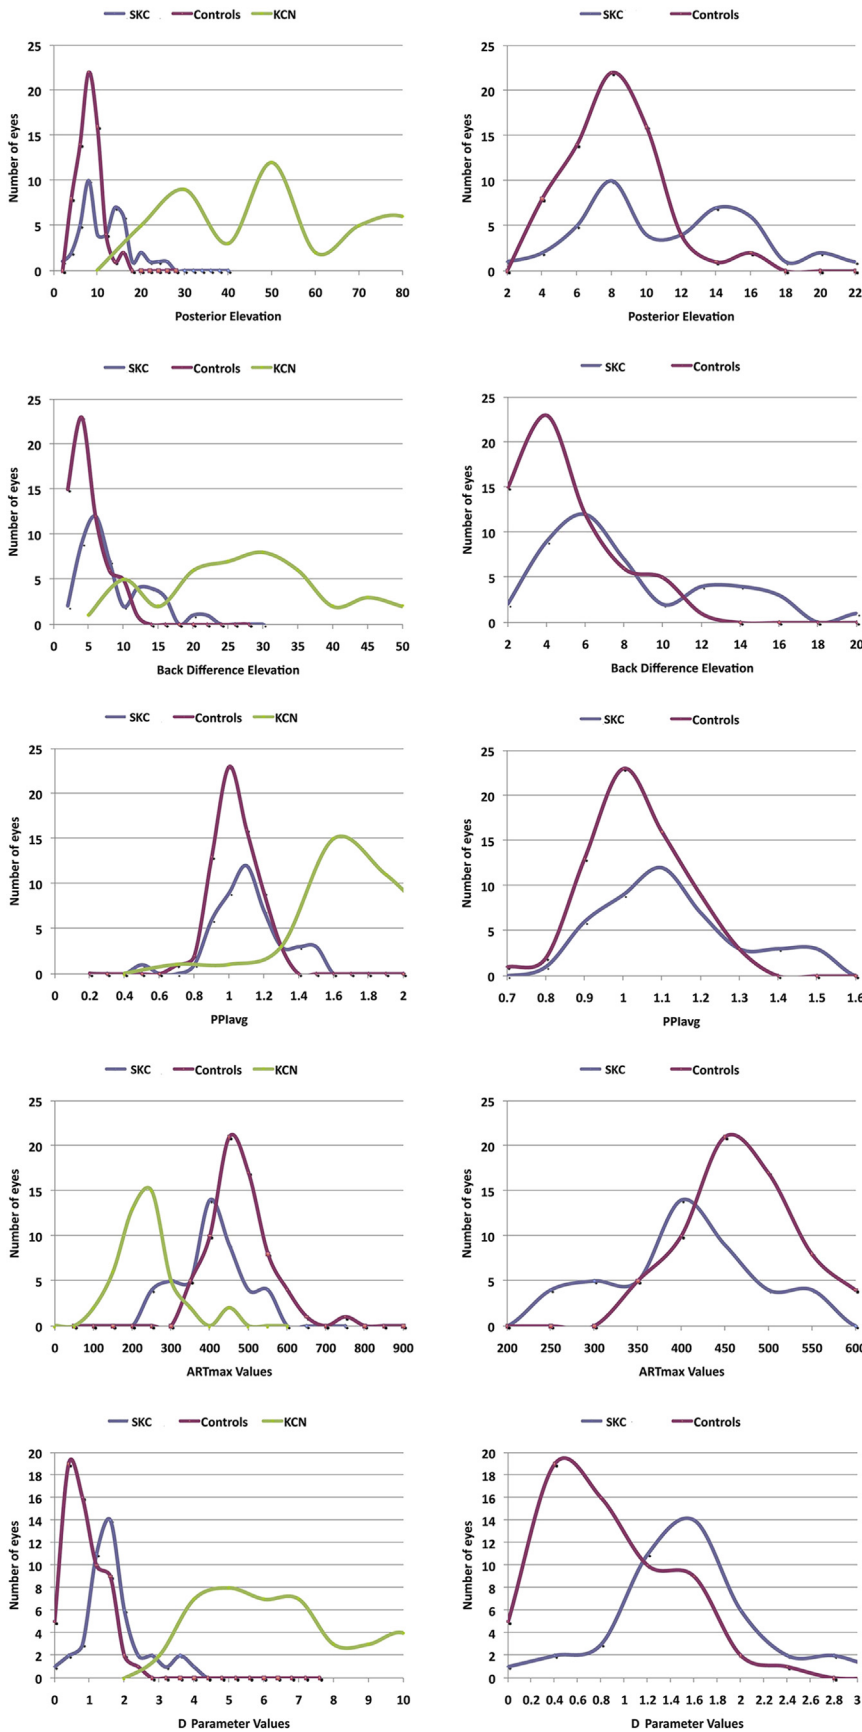 SKC Controls KCN
25
20
15
10
5
0
Number of eyes
0 10 20 30 40 50 60 70 80
Posterior Elevation
SKC Controls
25
20
15
10
5
0
Number of eyes
2 4 6 8 10 12 14 16 18 20 22
Posterior Elevation
SKC Controls KCN
25
20
15
10
5
0
Number of eyes
0 5 10 15 20 25 30 35 40 45 50
Back Difference Elevation
SKC Controls
25
20
15
10
5
0
Number of eyes
2 4 6 8 10 12 14 16 18 20
Back Difference Elevation
SKC Controls KCN
25
20
15
10
5
0
Number of eyes
0 0.2 0.4 0.6 0.8 1 1.2 1.4 1.6 1.8 2
PPIavg
SKC Controls
25
20
15
10
5
0
Number of eyes
0.7 0.8 0.9 1 1.1 1.2 1.3 1.4 1.5 1.6
PPIavg
SKC Controls KCN
25
20
15
10
5
0
Number of eyes
0 100 200 300 400 500 600 700 800 900
ARTmax Values
SKC Controls
25
20
15
10
5
0
Number of eyes
200 250 300 350 400 450 500 550 600
ARTmax Values
SKC Controls KCN
20
18
16
14
12
10
8
6
4
2
0
Number of eyes
0 1 2 3 4 5 6 7 8 9 10
D Parameter Values
SKC Controls
20
18
16
14
12
10
8
6
4
2
0
Number of eyes
0 0.2 0.4 0.6 0.8 1 1.2 1.4 1.6 1.8 2 2.2 2.4 2.6 2.8 3
D Parameter Values